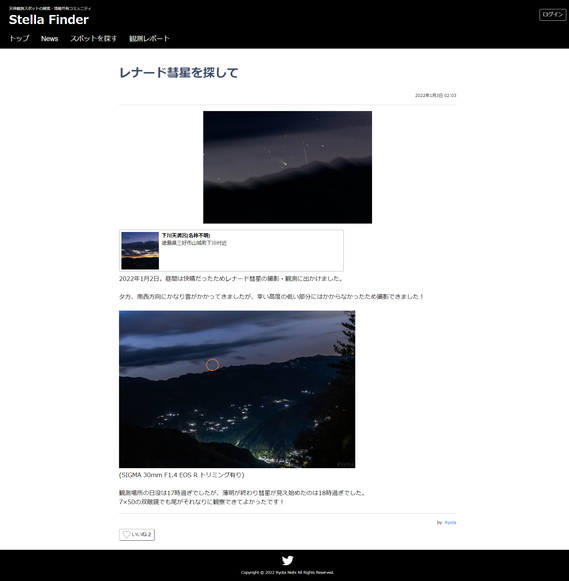 天体観測スポットの検索・情報共有コミュニティ
Stella Finder
ログイン
トップ News スポットを探す 観測レポート
レナード彗星を探して
2022年1月3日 02:03
下川天満宮(名称不明)
徳島県三好市山城町下川付近
2022年1月2日、昼間は快晴だったためレナード彗星の撮影・観測に出かけました。
夕方、南西方向にかなり雲がかかってきましたが、幸い高度の低い部分にはかからなかったため撮影できました!
(SIGMA 30mm F1.4 EOS R トリミング有り)
観測場所の日没は17時過ぎでしたが、薄明が終わり彗星が見え始めたのは18時過ぎでした。
7×50の双眼鏡でも尾がそれなりに観察できてよかったです!
by Ryota
いいね 2
Copyright © 2022 Ryota Nishi All Rights Reserved.